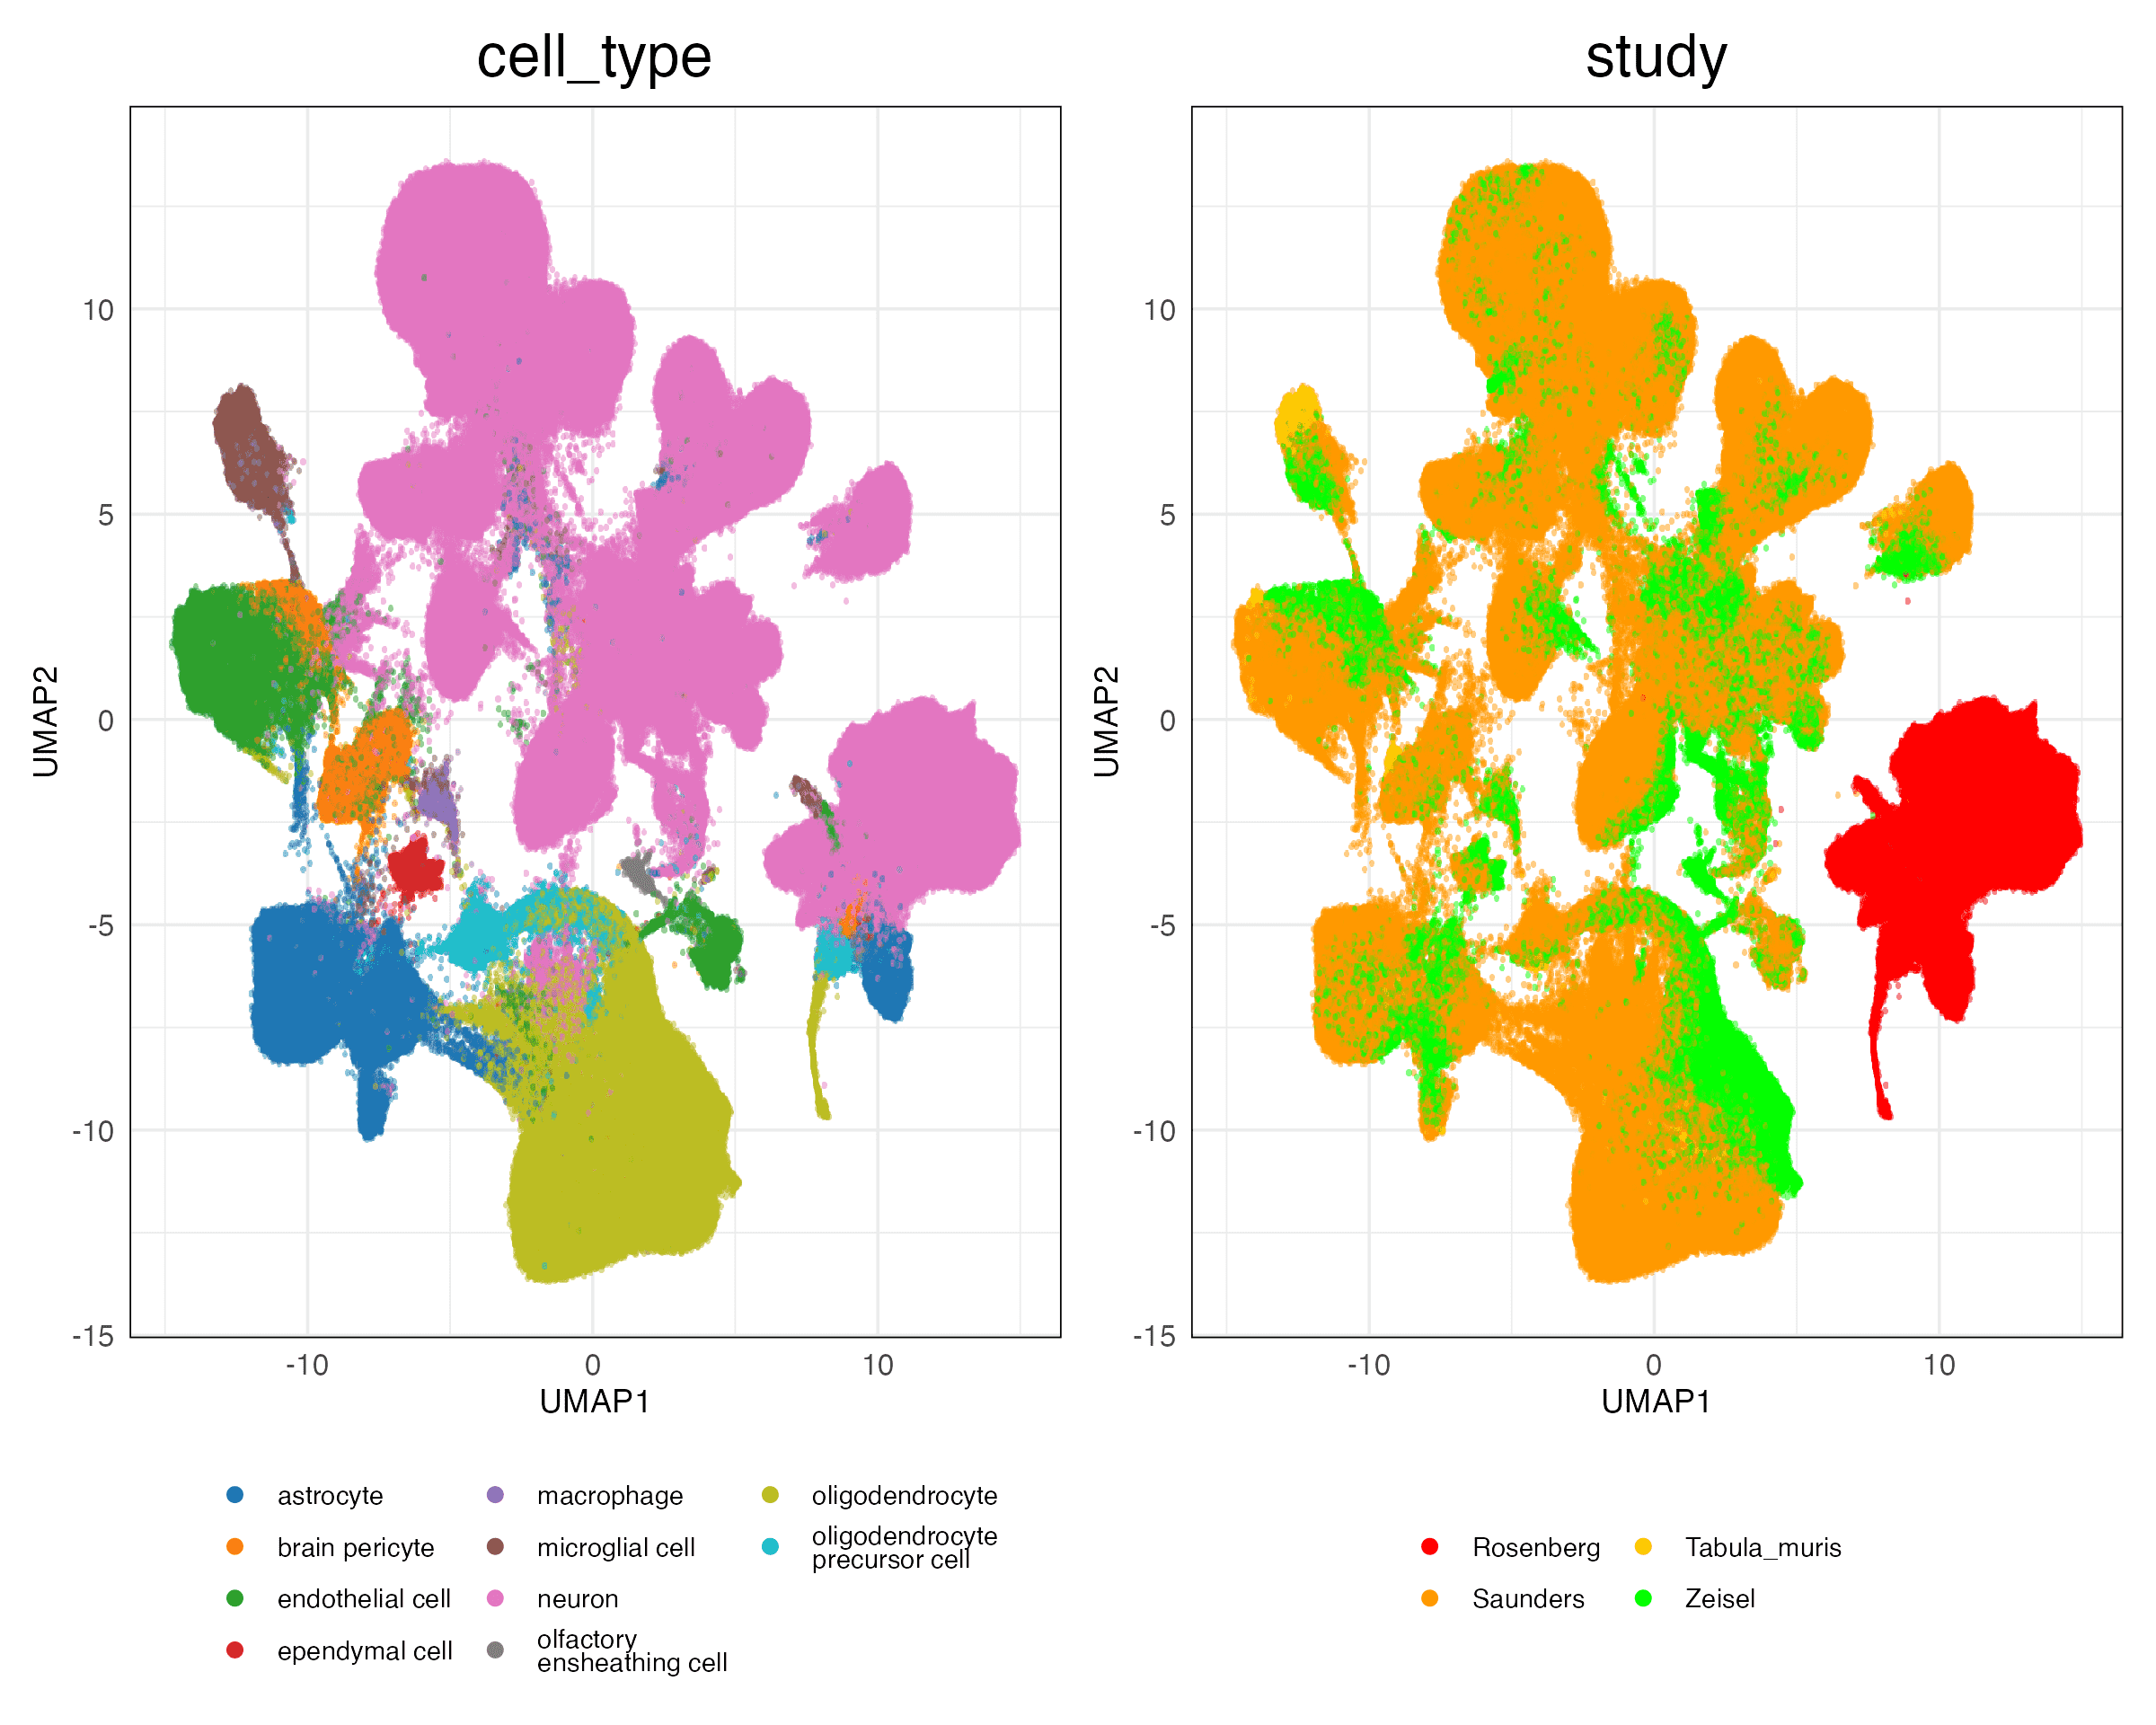 cell_type
study
10
5
0
-5
-10
-15
UMAP2
-10
0
10
UMAP1
10
5
0
-5
-10
-15
UMAP2
-10
0
10
UMAP1
astrocyte
brain pericyte
endothelial cell
ependymal cell
macrophage
microglial cell
neuron
olfactory
ensheathing cell
oligodendrocyte
oligodendrocyte
precursor cell
Rosenberg
Saunders
Tabula_muris
Zeisel